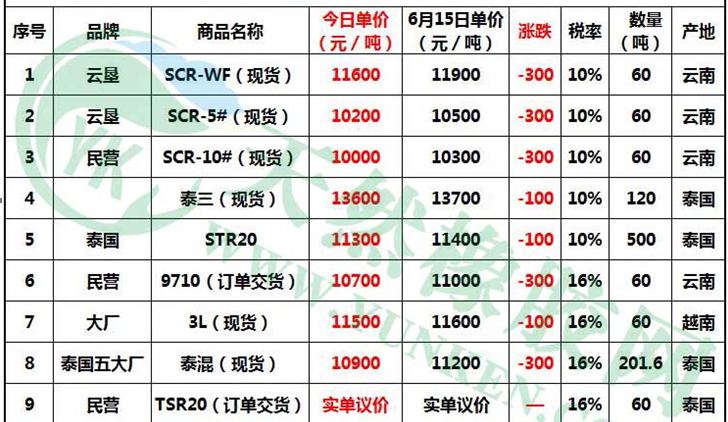 序号 品牌 商品名称 今日单价（元／吨） 6月15日单价（元／吨） 涨跌 税率 数量（吨） 产地
1 云垦 SCR-WF（现货） 11600 11900 -300 10% 60 云南
2 云垦 SCR-5#（现货） 10200 10500 -300 10% 60 云南
3 民营 SCR-10#（现货） 10000 10300 -300 10% 60 云南
4 泰三（现货） 13600 13700 -100 10% 120 泰国
5 泰国 STR20 11300 11400 -100 10% 500 泰国
6 民营 9710（订单交货） 10700 11000 -300 16% 60 云南
7 大厂 3L（现货） 11500 11600 -100 16% 60 越南
8 泰国五大厂 泰混（现货） 10900 11200 -300 16% 201.6 泰国
9 民营 TSR20（订单交货） 实单议价 实单议价 — 16% 60 泰国
YK 天然橡胶网
WWW.YUNKEN.COM